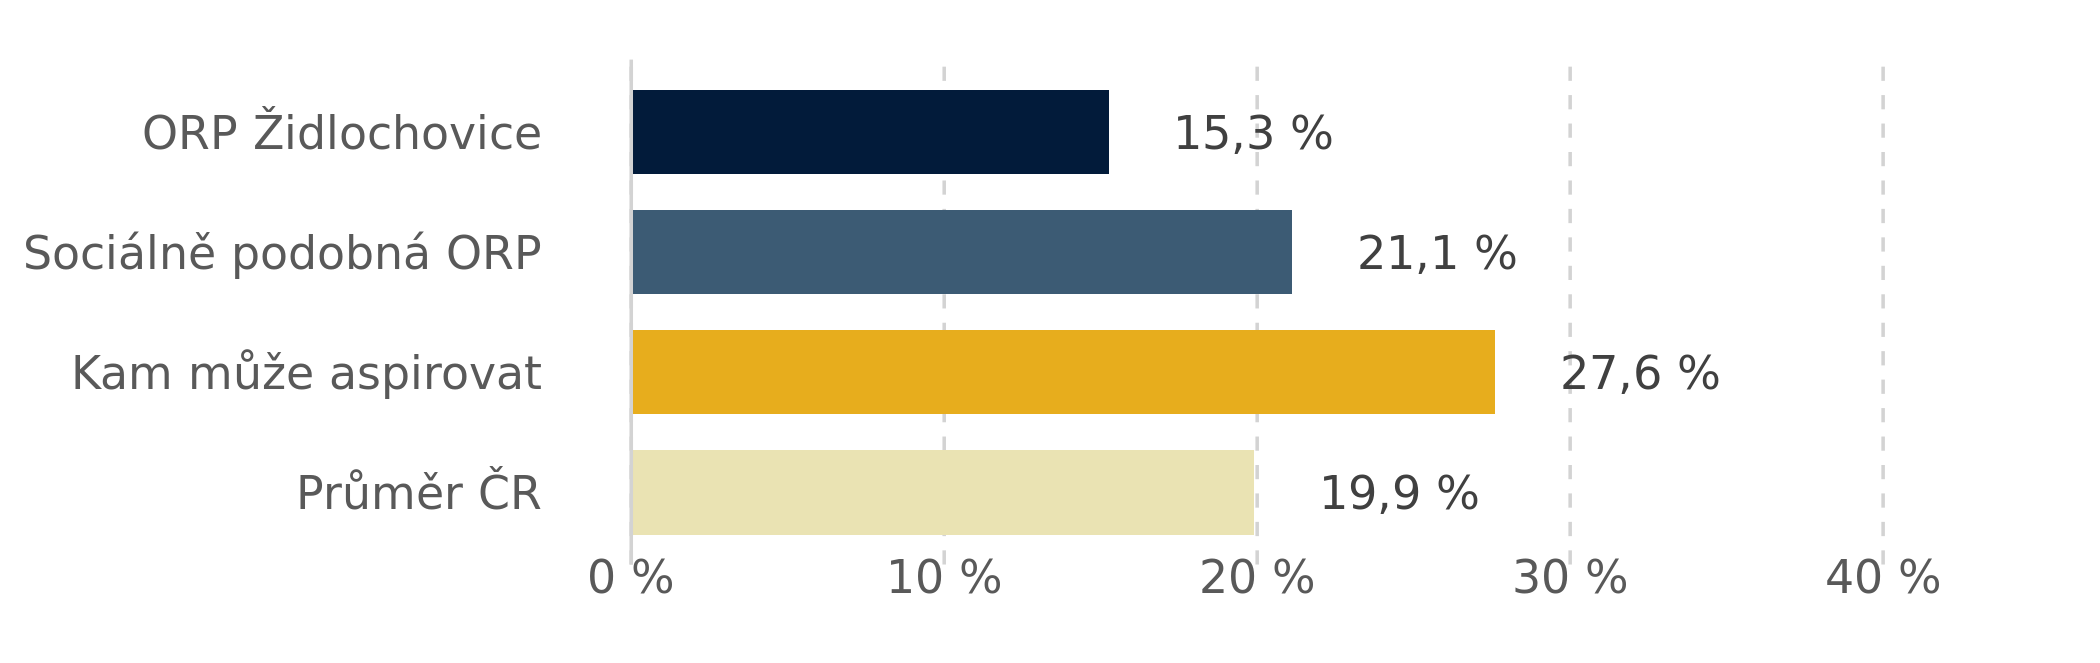 ORP Židlochovice 15,3 %
Sociálně podobná ORP 21,1 %
Kam může aspirovat 27,6 %
Průměr ČR 19,9 %
0 % 10 % 20 % 30 % 40 %